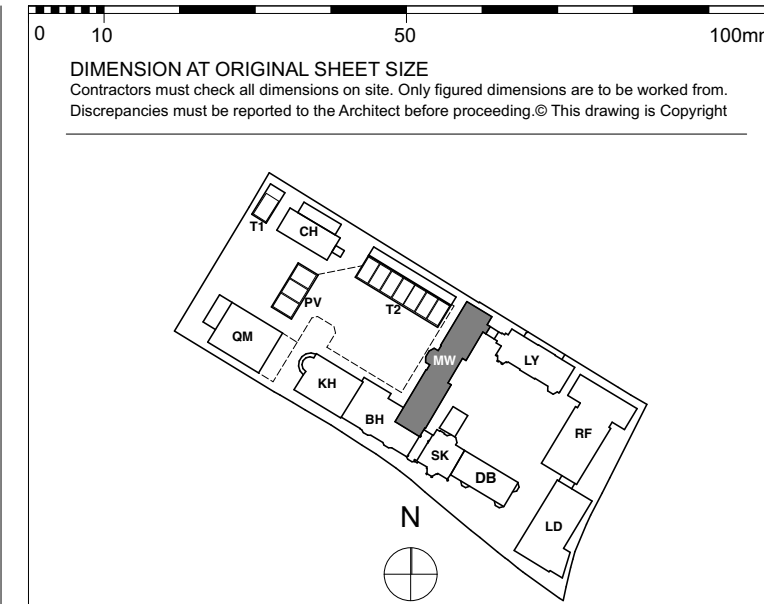 0 10 50 100mm
DIMENSION AT ORIGINAL SHEET SIZE
Contractors must check all dimensions on site. Only figured dimensions are to be worked from.
Discrepancies must be reported to the Architect before proceeding.© This drawing is Copyright
T1
CH
PV
T2
QM
MW
LY
KH
BH
RF
SK
DB
LD
N